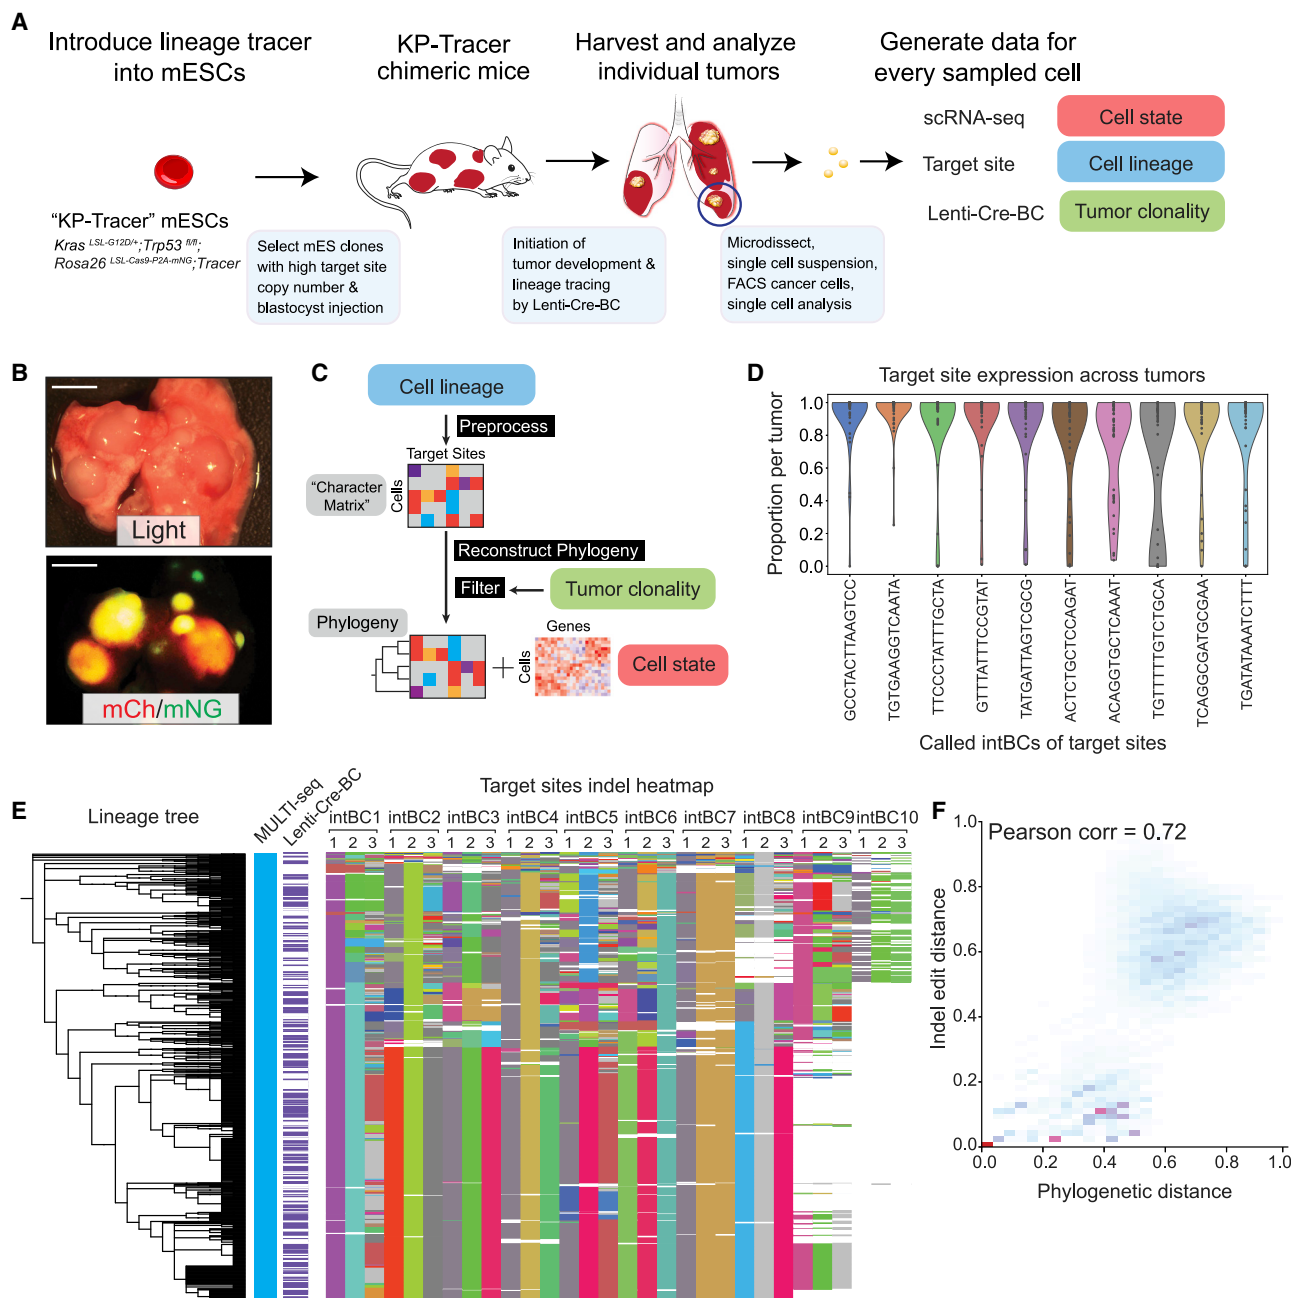 A
Introduce lineage tracer
into mESCs
KP-Tracer
chimeric mice
Harvest and analyze
individual tumors
Generate data for
every sampled cell
scRNA-seq
Cell state
Target site
Cell lineage
Lenti-Cre-BC
Tumor clonality
“KP-Tracer” mESCs
Kras LSL-G12D/+;Trp53 fl/fl;
Rosa26 LSL-Cas9-P2A-mNG;Tracer
Select mES clones
with high target site
copy number &
blastocyst injection
Initiation of
tumor development &
lineage tracing
by Lenti-Cre-BC
Microdissect,
single cell suspension,
FACS cancer cells,
single cell analysis
B
Light
mCh/mNG
C
Cell lineage
Preprocess
Target Sites
“Character
Matrix”
Cells
Reconstruct Phylogeny
Filter
Tumor clonality
Phylogeny
Genes
Cells
Cell state
D
Target site expression across tumors
Proportion per tumor
1.0
0.8
0.6
0.4
0.2
0.0
GCCTACTTAAGTCC
TGTGAAGGTCAATA
TTCCCTATTTGCTA
GTTTATTTCCGTAT
TATGATTAGTCGCG
ACTCTGCTCCAGAT
ACAGGTGCTCAAAT
TGTTTTTGTCTGCA
TCAGGCGATGCGAA
TGATATAAATCTTT
Called intBCs of target sites
E
Lineage tree
MULTI-seq
Lenti-Cre-BC
Target sites indel heatmap
intBC1 intBC2 intBC3 intBC4 intBC5 intBC6 intBC7 intBC8 intBC9 intBC10
1 2 3 1 2 3 1 2 3 1 2 3 1 2 3 1 2 3 1 2 3 1 2 3 1 2 3 1 2 3
F
Pearson corr = 0.72
Indel edit distance
1.0
0.8
0.6
0.4
0.2
0.0
0.0 0.2 0.4 0.6 0.8 1.0
Phylogenetic distance